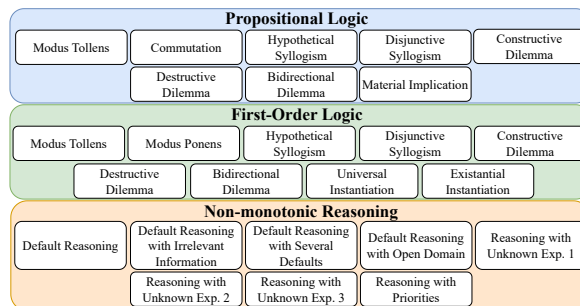 Propositional Logic
Modus Tollens
Commutation
Hypothetical
Syllogism
Disjunctive
Syllogism
Constructive
Dilemma
Destructive
Dilemma
Bidirectional
Dilemma
Material Implication
First-Order Logic
Modus Tollens
Modus Ponens
Hypothetical
Syllogism
Disjunctive
Syllogism
Constructive
Dilemma
Destructive
Dilemma
Bidirectional
Dilemma
Universal
Instantiation
Existantial
Instantiation
Non-monotonic Reasoning
Default Reasoning
Default Reasoning
with Irrelevant
Information
Default Reasoning
with Several
Defaults
Default Reasoning
with Open Domain
Reasoning with
Unknown Exp. 1
Reasoning with
Unknown Exp. 2
Reasoning with
Unknown Exp. 3
Reasoning with
Priorities